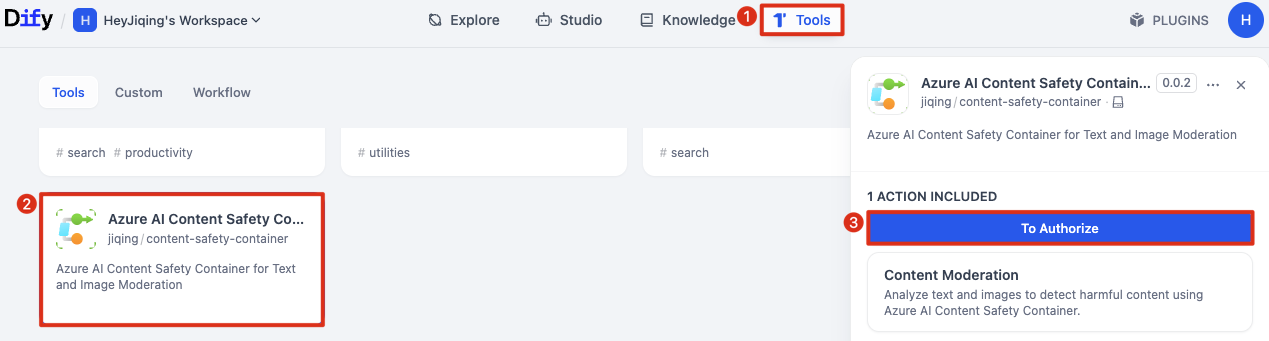 Dify / H HeyJiqing's Workspace
Explore
Studio
Knowledge
1
Tools
PLUGINS
H
Tools
Custom
Workflow
# search # productivity
# utilities
# search
2
Azure AI Content Safety Co...
jiqing / content-safety-container
Azure AI Content Safety Container for Text
and Image Moderation
Azure AI Content Safety Contain... 0.0.2 ...
jiqing / content-safety-container ·
Azure AI Content Safety Container for Text and Image Moderation
1 ACTION INCLUDED
3
To Authorize
Content Moderation
Analyze text and images to detect harmful content using
Azure AI Content Safety Container.